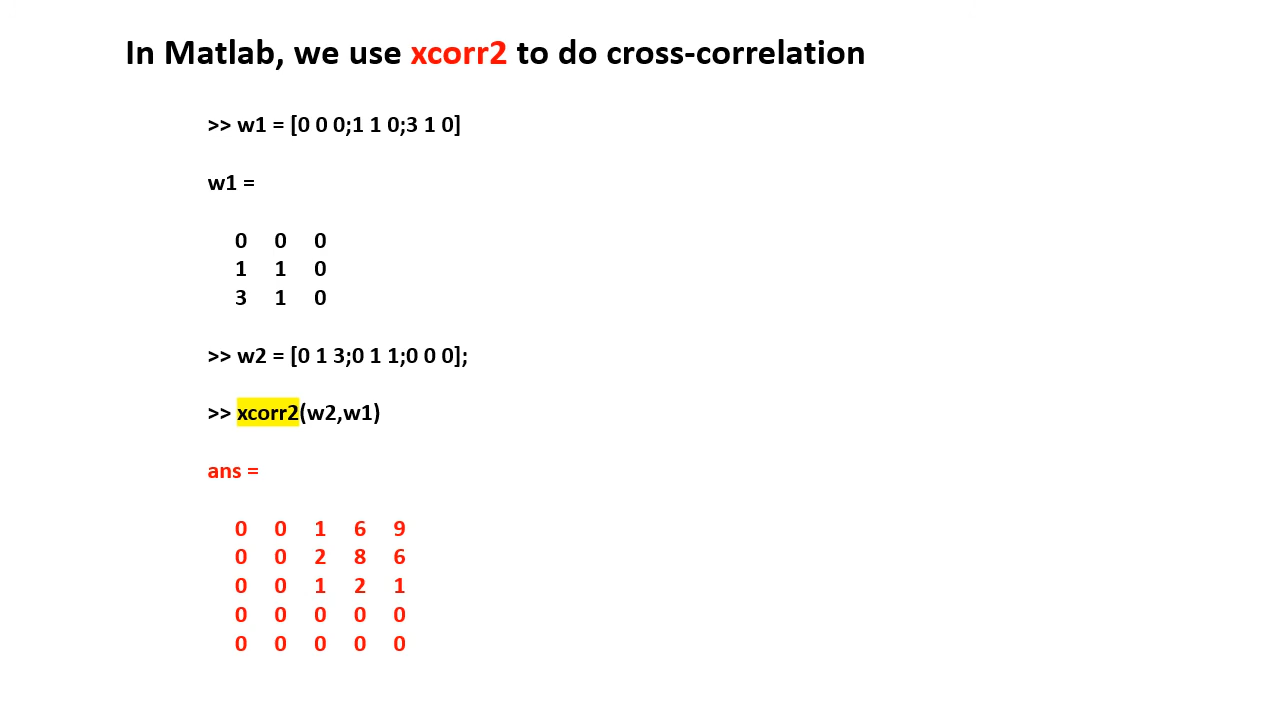 In Matlab, we use xcorr2 to do cross-correlation
>> w1 = [0 0 0;1 1 0;3 1 0]
w1 =
0 0 0
1 1 0
3 1 0
>> w2 = [0 1 3;0 1 1;0 0 0];
>> xcorr2(w2,w1)
ans =
0 0 1 6 9
0 0 2 8 6
0 0 1 2 1
0 0 0 0 0
0 0 0 0 0